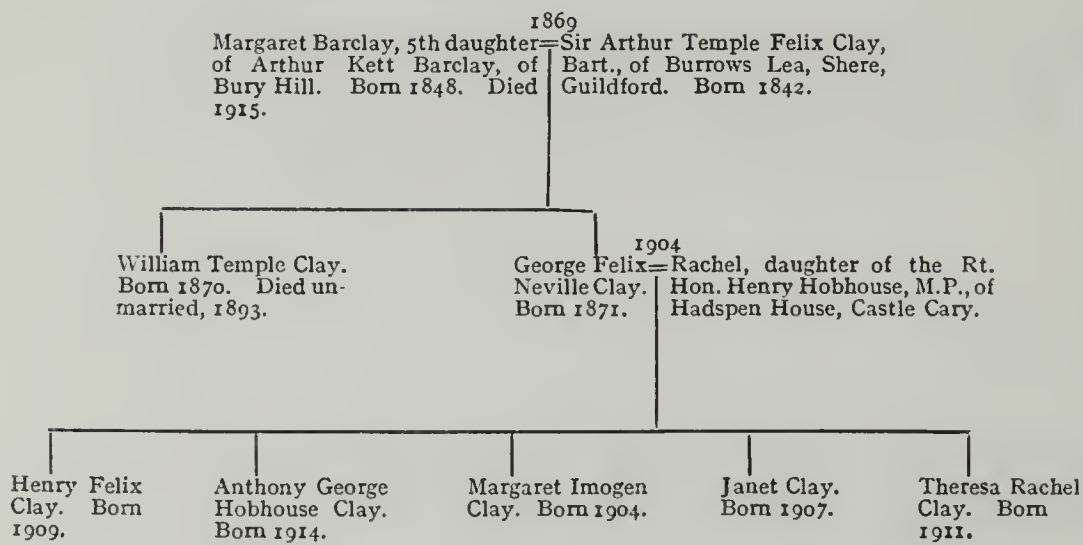 1869
Margaret Barclay, 5th daughter=Sir Arthur Temple Felix Clay,
of Arthur Kett Barclay, of Bart., of Burrows Lea, Shere,
Bury Hill. Born 1848. Died Guildford. Born 1842.
1915.
1904
William Temple Clay. George Felix=Rachel, daughter of the Rt.
Born 1870. Died un- Neville Clay. Hon. Henry Hobhouse, M.P., of
married, 1893. Born 1871. Hadspen House, Castle Cary.
Henry Felix
Clay. Born
1909.
Anthony George
Hobhouse Clay.
Born 1914.
Margaret Imogen
Clay. Born 1904.
Janet Clay.
Born 1907.
Theresa Rachel
Clay. Born
1911.